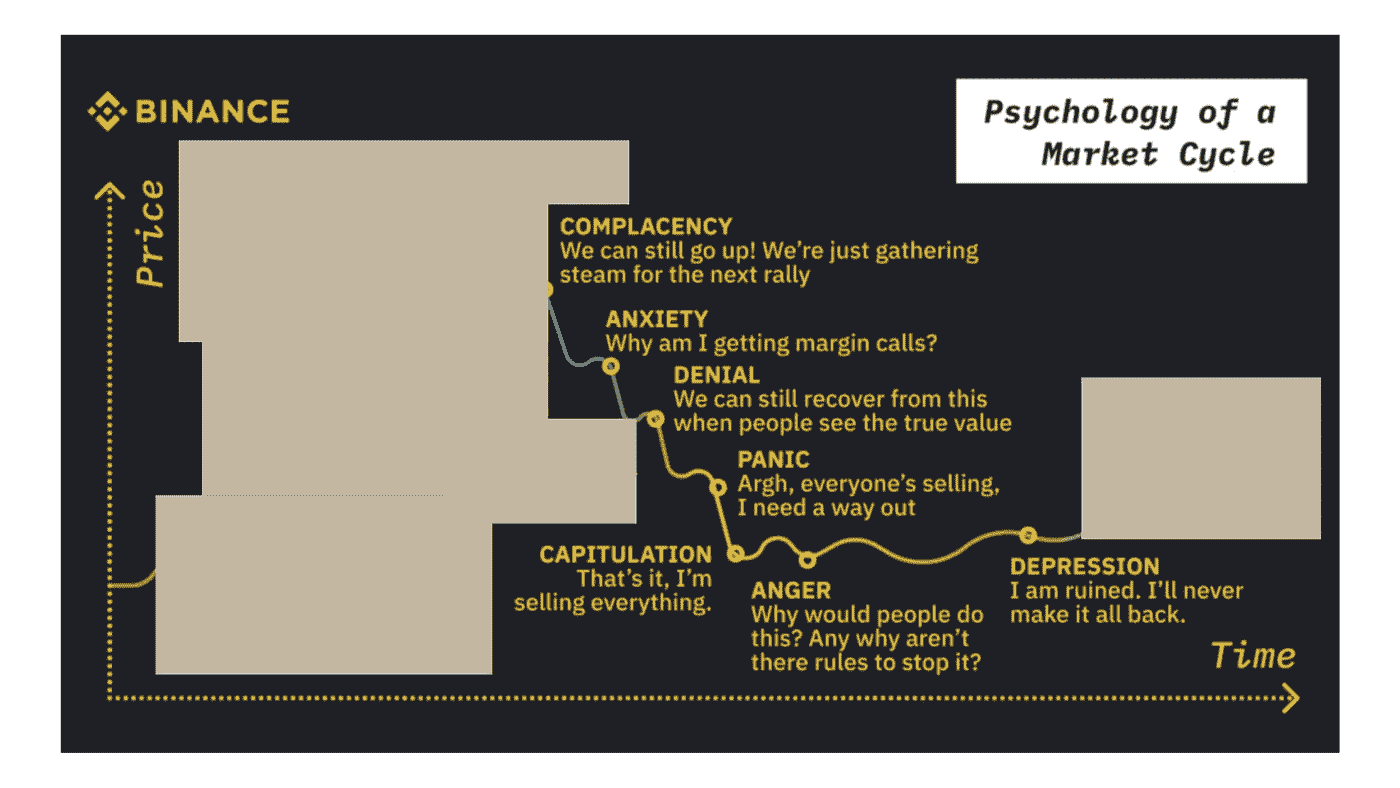 BINANCE
Psychology of a
Market Cycle
Price
COMPLACENCY
We can still go up! We're just gathering
steam for the next rally
ANXIETY
Why am I getting margin calls?
DENIAL
We can still recover from this
when people see the true value
PANIC
Argh, everyone's selling,
I need a way out
CAPITULATION
That's it, I'm
selling everything.
ANGER
Why would people do
this? Any why aren't
there rules to stop it?
DEPRESSION
I am ruined. I'll never
make it all back.
Time